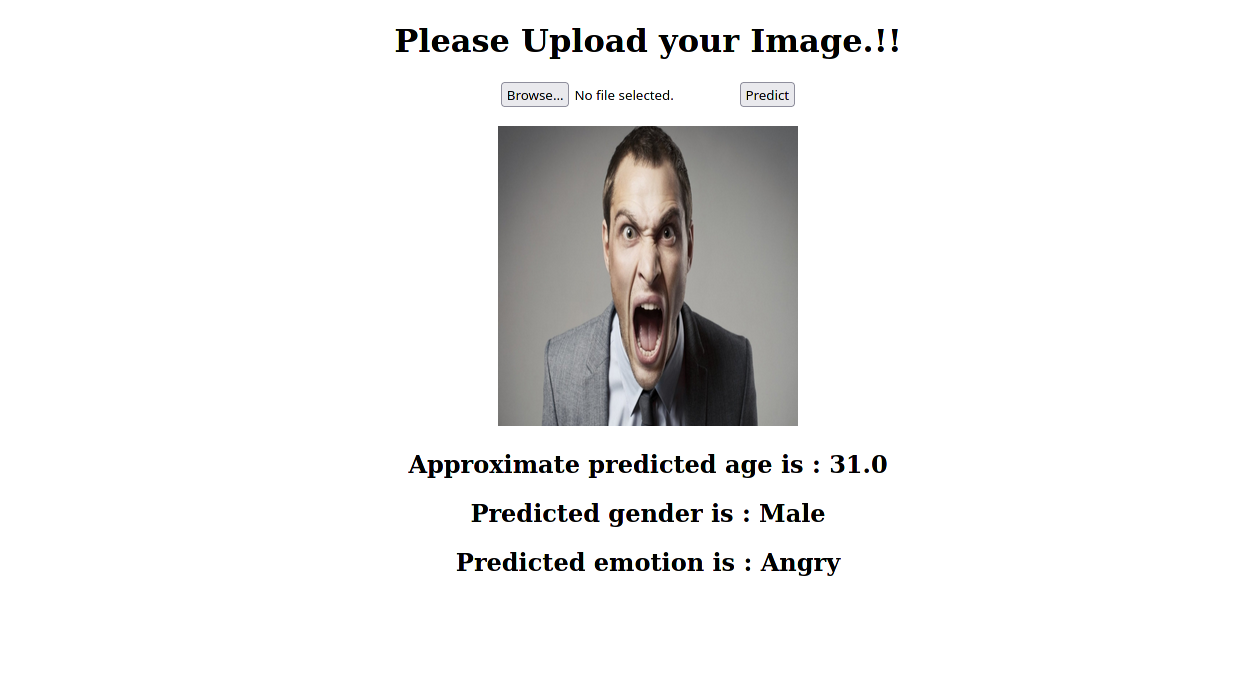 Please Upload your Image.!!
Browse... No file selected. Predict
Approximate predicted age is : 31.0
Predicted gender is : Male
Predicted emotion is : Angry